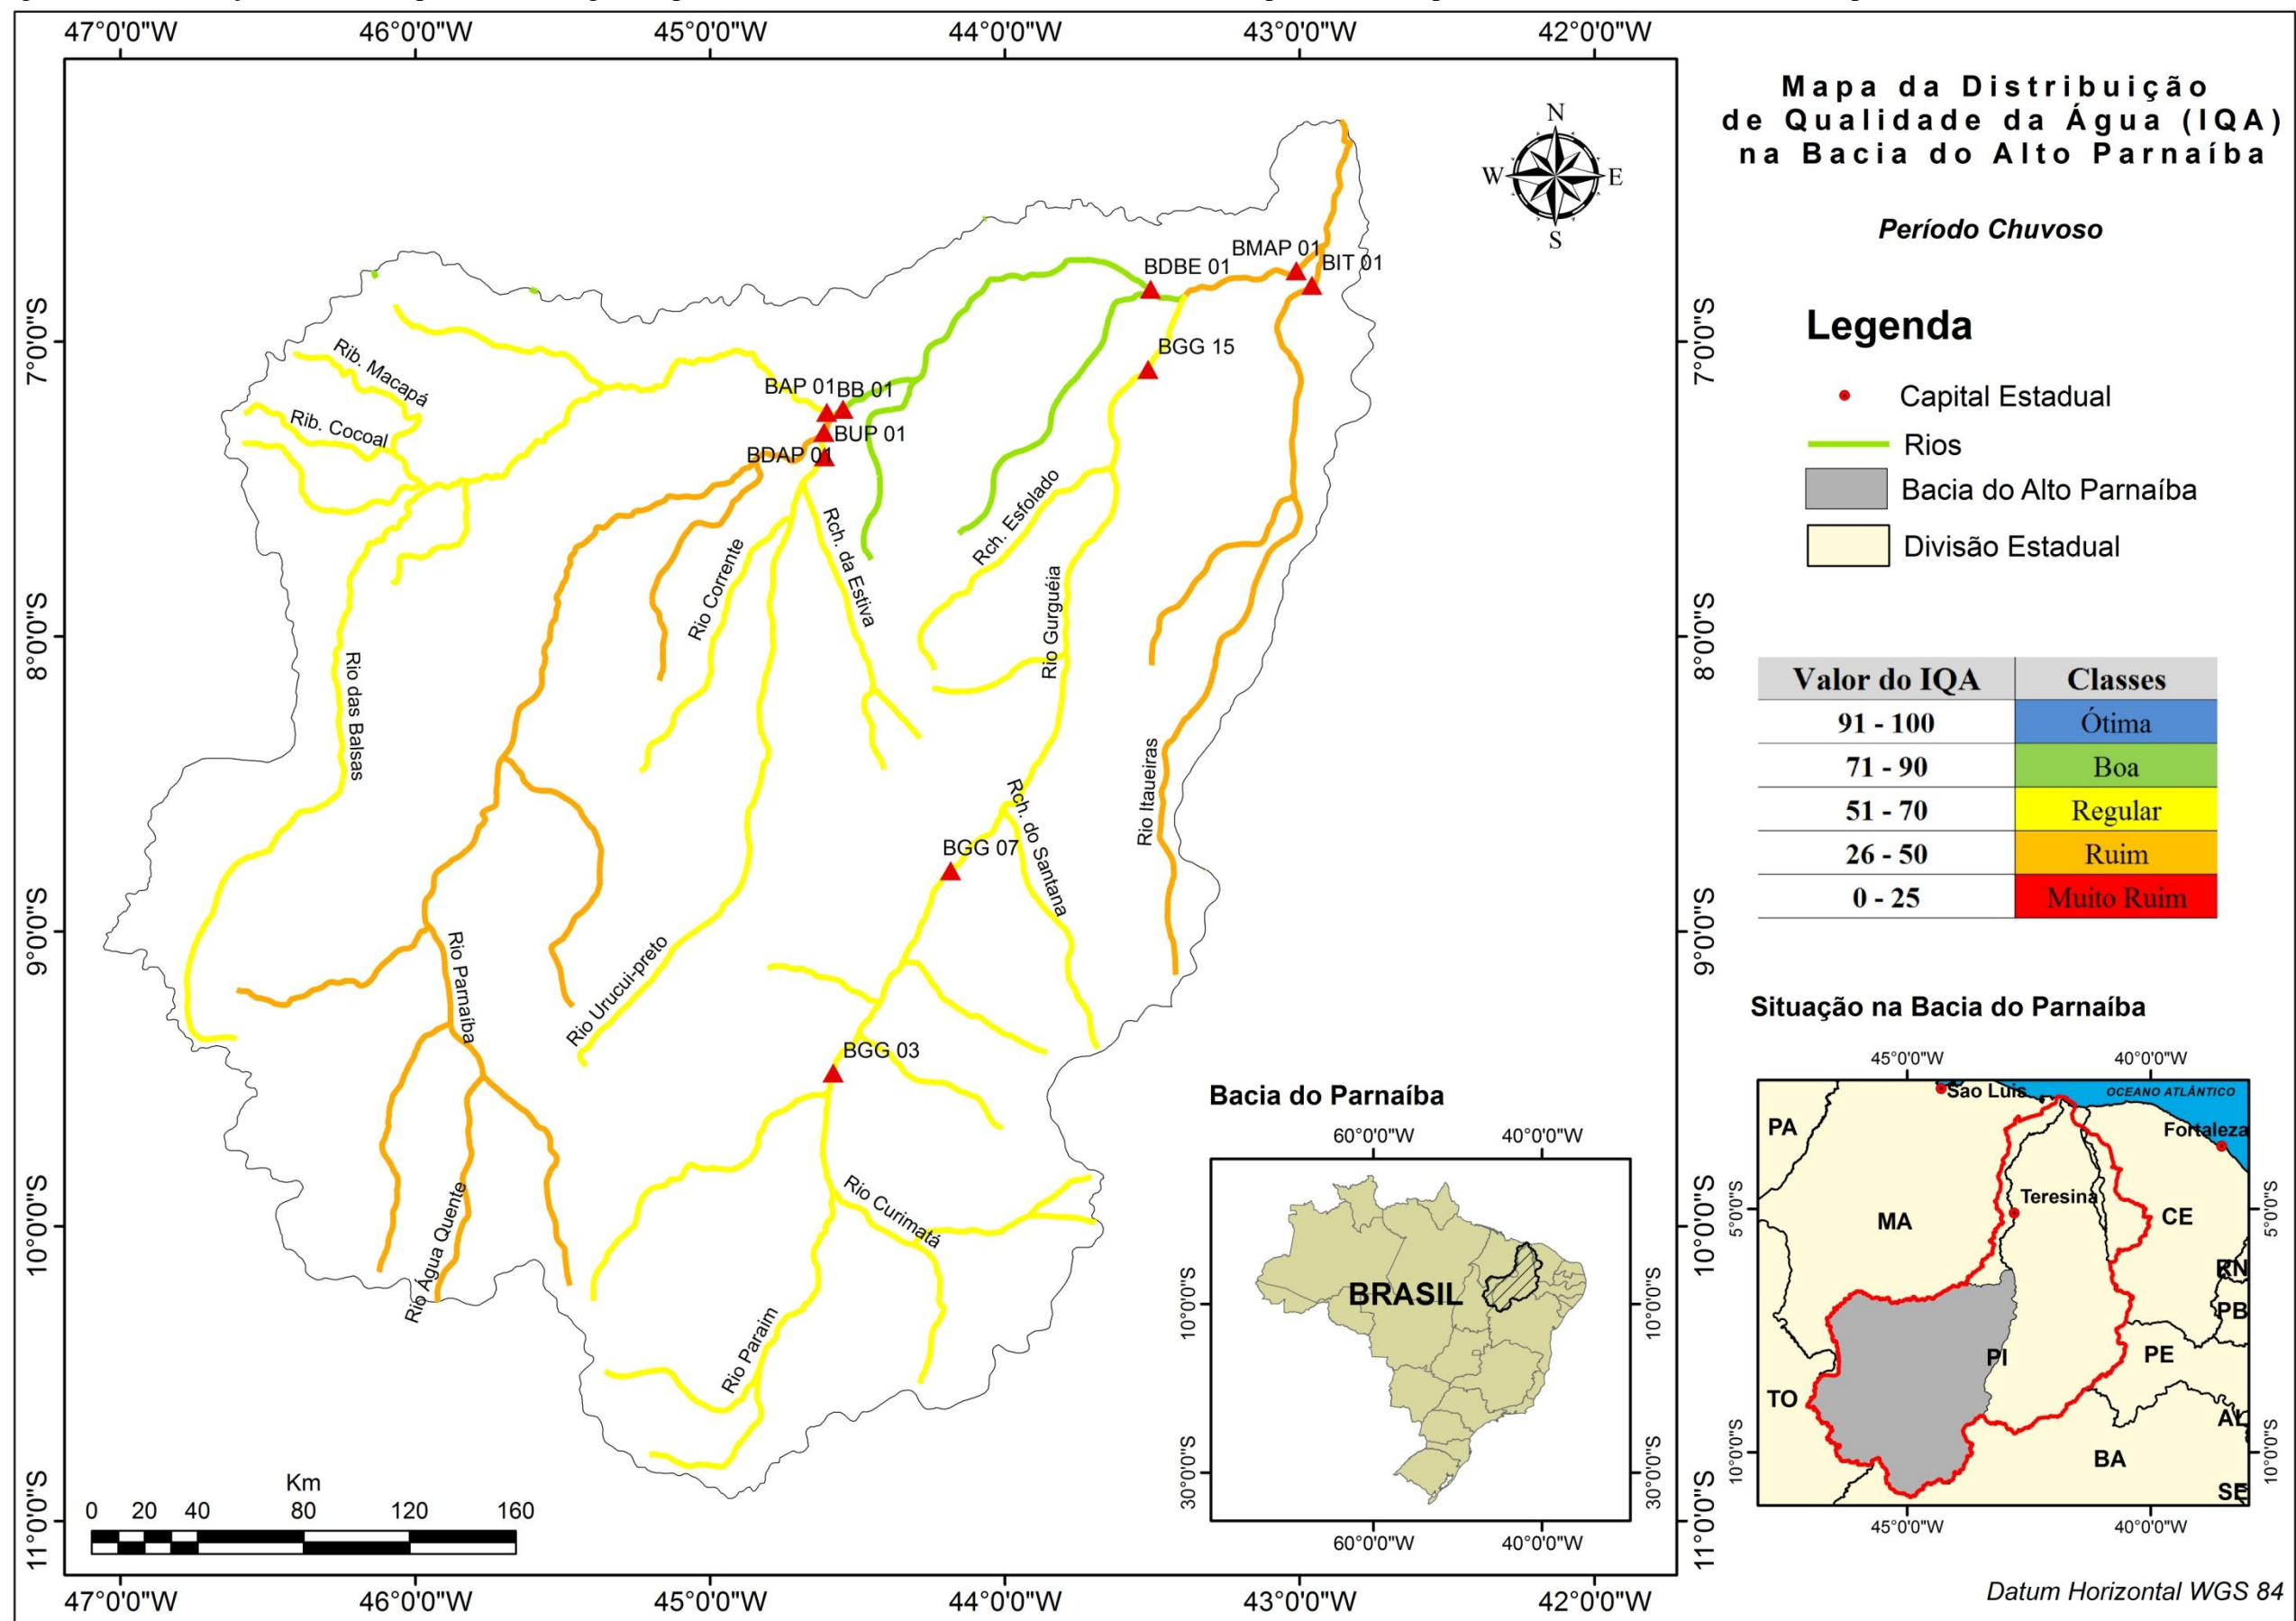 47°0'0"W 46°0'0"W 45°0'0"W 44°0'0"W 43°0'0"W 42°0'0"W
Mapa da Distribuição
de Qualidade da Água (IQA)
na Bacia do Alto Parnaíba
Período Chuvoso
N
W E
S
BMAP 01
BIT 01
BDBE 01
BGG 15
BAP 01 BB 01
BUP 01
BDAP 01
BGG 07
BGG 03
Rib. Macapá
Rib. Cocoal
Rio das Balsas
Rio Corrente
Rch. da Estiva
Rch. Esfolado
Rio Gurguéia
Rio Itaueiras
Rch. do Santana
Rio Parnaíba
Rio Urucui-preto
Rio Água Quente
Rio Curimatá
Rio Paraim
7°0'0"S 7°0'0"S
8°0'0"S 8°0'0"S
9°0'0"S 9°0'0"S
10°0'0"S 10°0'0"S
11°0'0"S 11°0'0"S
Km
0 20 40 80 120 160
47°0'0"W 46°0'0"W 45°0'0"W 44°0'0"W 43°0'0"W 42°0'0"W
Legenda
Capital Estadual
Rios
Bacia do Alto Parnaíba
Divisão Estadual
Valor do IQA Classes
91 - 100 Ótima
71 - 90 Boa
51 - 70 Regular
26 - 50 Ruim
0 - 25 Muito Ruim
Bacia do Parnaíba
60°0'0"W 40°0'0"W
BRASIL
10°0'0"S 10°0'0"S
30°0'0"S 30°0'0"S
60°0'0"W 40°0'0"W
Situação na Bacia do Parnaíba
45°0'0"W 40°0'0"W
Sao Luis
OCEANO ATLÂNTICO
PA
Fortaleza
Teresina
MA
CE
RN
PB
PI
PE
TO
AL
BA
SE
5°0'0"S 5°0'0"S
10°0'0"S 10°0'0"S
45°0'0"W 40°0'0"W
Datum Horizontal WGS 84